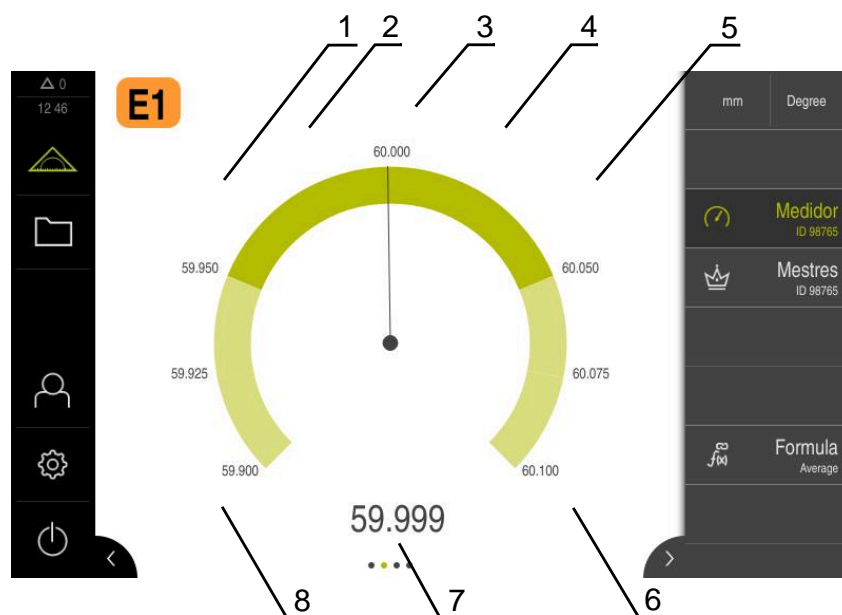 1 2 3 4 5
0
12 46
E1
mm Degree
60.000
Medidor
ID 98765
59.950 60.050
Mestres
ID 98765
59.925 60.075
Formula
Average
f(x)
59.900 60.100
59.999
8 7 6